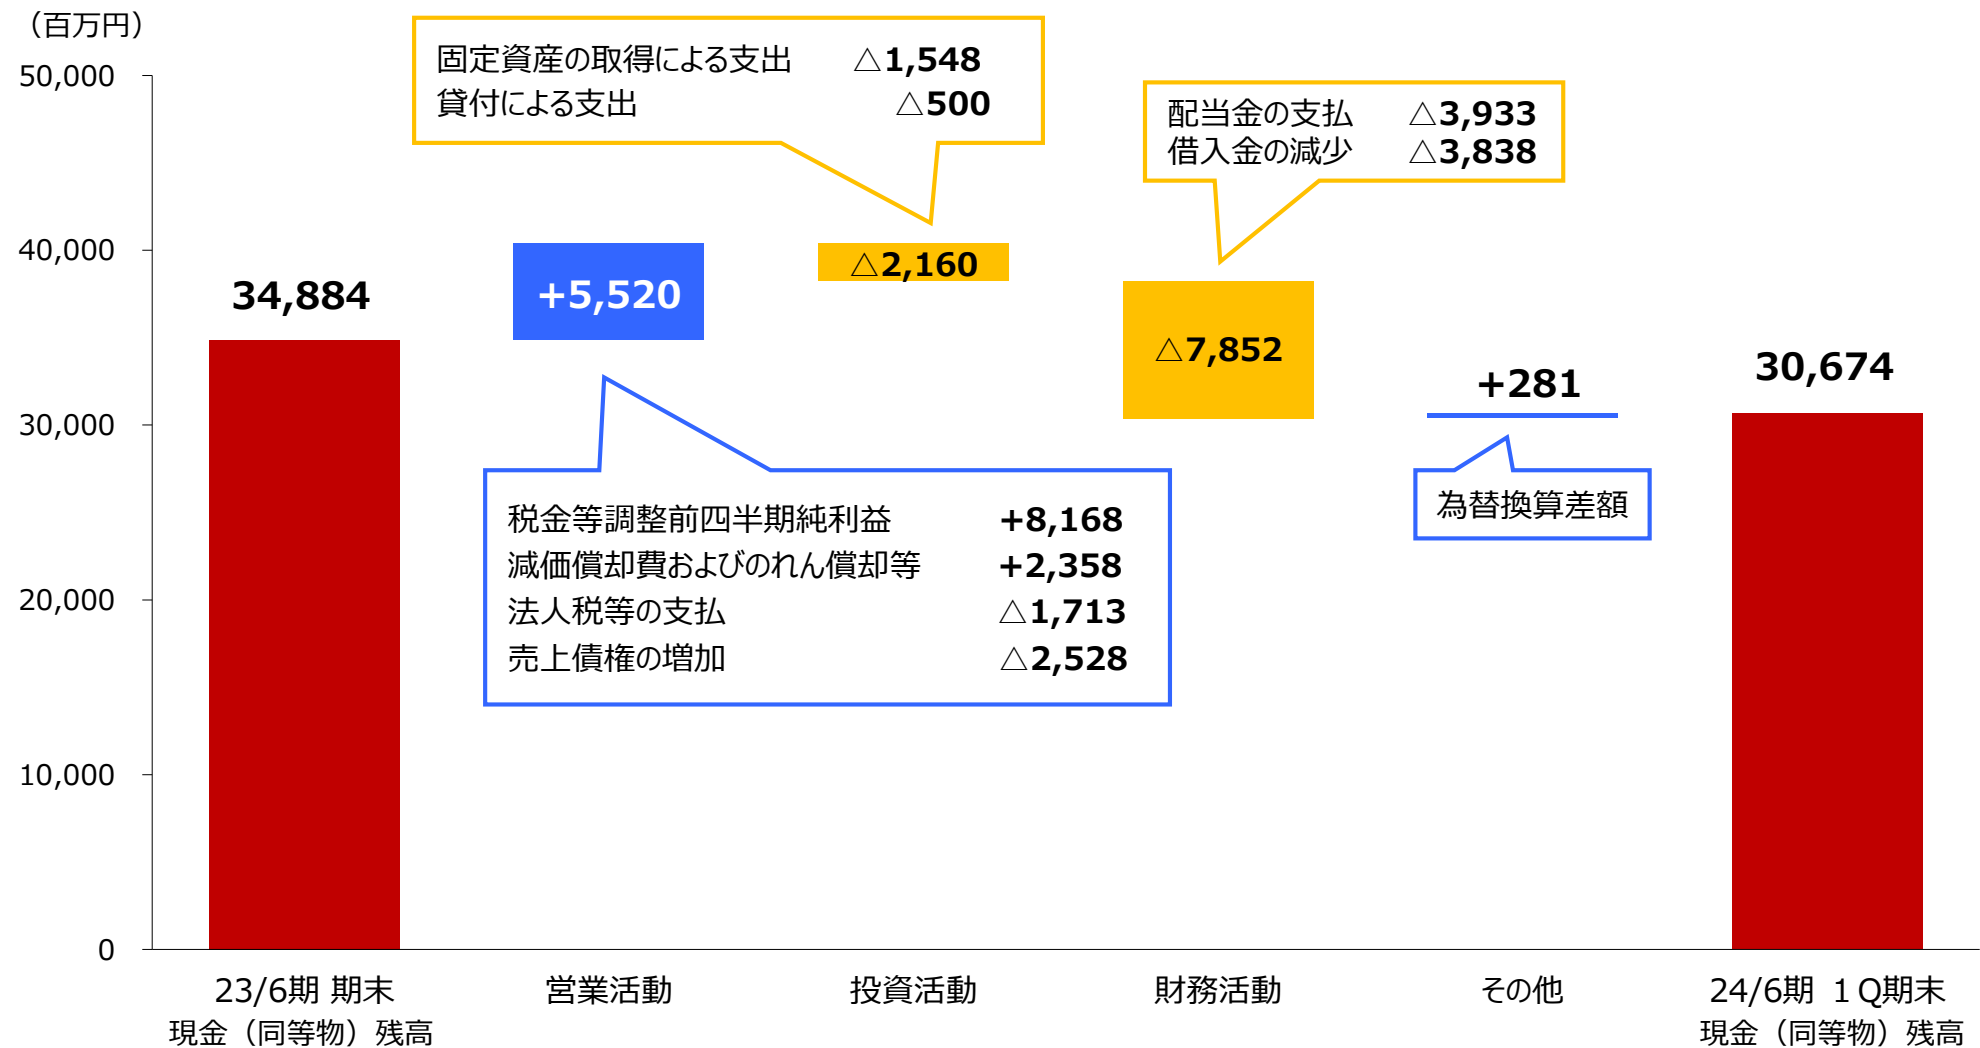 （百万円）
固定資産の取得による支出 △1,548
貸付による支出 △500
配当金の支払 △3,933
借入金の減少 △3,838
50,000
40,000
30,000
20,000
10,000
0
34,884
+5,520
△2,160
△7,852
+281
30,674
税金等調整前四半期純利益 +8,168
減価償却費およびのれん償却等 +2,358
法人税等の支払 △1,713
売上債権の増加 △2,528
為替換算差額
23/6期 期末
現金（同等物）残高
営業活動
投資活動
財務活動
その他
24/6期 １Q期末
現金（同等物）残高